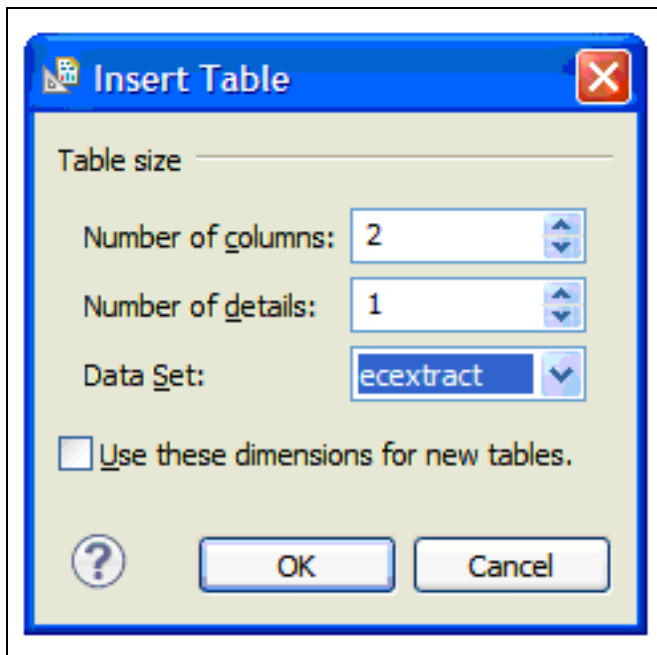 Insert Table
Table size
Number of columns: 2
Number of details: 1
Data Set: ecextract
Use these dimensions for new tables.
? OK Cancel